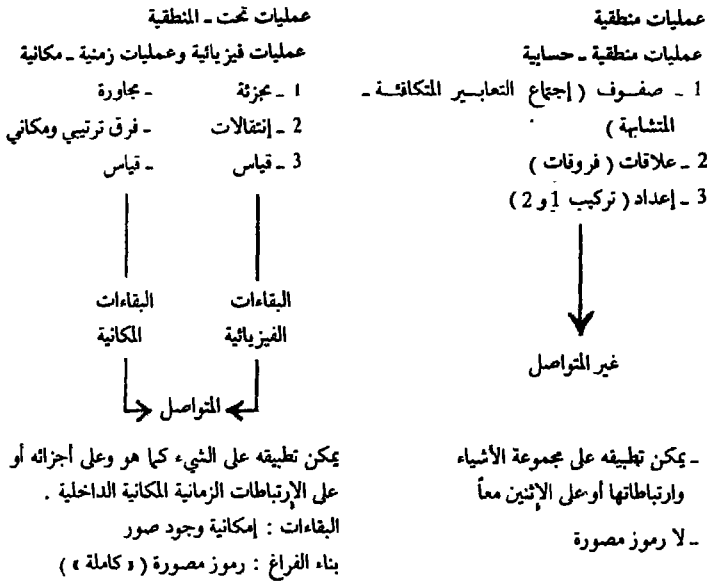 عمليات منطقية
عمليات منطقية ـ حسابية
1 ـ صفوف ( إجتماع التعابير المتكافئة ـ
المتشابهة )
2 ـ علاقات ( فروقات )
3 ـ إعداد ( تركيب 1 و 2 )
غير المتواصل
ـ يمكن تطبيقه على مجموعة الأشياء
وارتباطاتها أو على الإثنين معاً
ـ لا رموز مصورة
عمليات تحت ـ المنطقية
عمليات فيزيائية وعمليات زمنية ـ مكانية
1 ـ تجزئة ـ مجاورة
2 ـ إنتقالات ـ فرق ترتيبي ومكاني
3 ـ قياس ـ قياس
البقاءات البقاءات
الفيزيائية المكانية
المتواصل
يمكن تطبيقه على الشيء كما هو وعلى أجزائه أو
على الإرتباطات الزمانية المكانية الداخلية .
البقاءات : إمكانية وجود صور
بناء الفراغ : رموز مصورة ( « كاملة » )